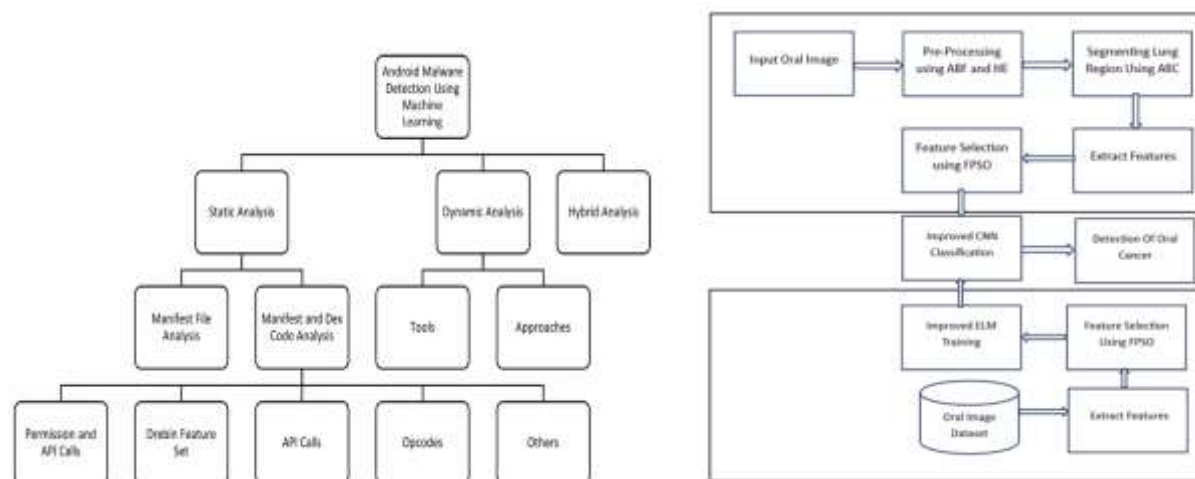 Android Malware
Detection Using
Machine
Learning
Static Analysis
Dynamic Analysis
Hybrid Analysis
Manifest File
Analysis
Manifest and Dex
Code Analysis
Tools
Approaches
Permission and
API Calls
Drebin Feature
Set
API Calls
Opcodes
Others
Input Oral Image
Pre-Processing
using ABF and HE
Segmenting Lung
Region Using ABC
Feature Selection
using FPSO
Extract Features
Improved CNN
Classification
Detection Of Oral
Cancer
Improved ELM
Training
Feature Selection
Using FPSO
Oral Image
Dataset
Extract Features